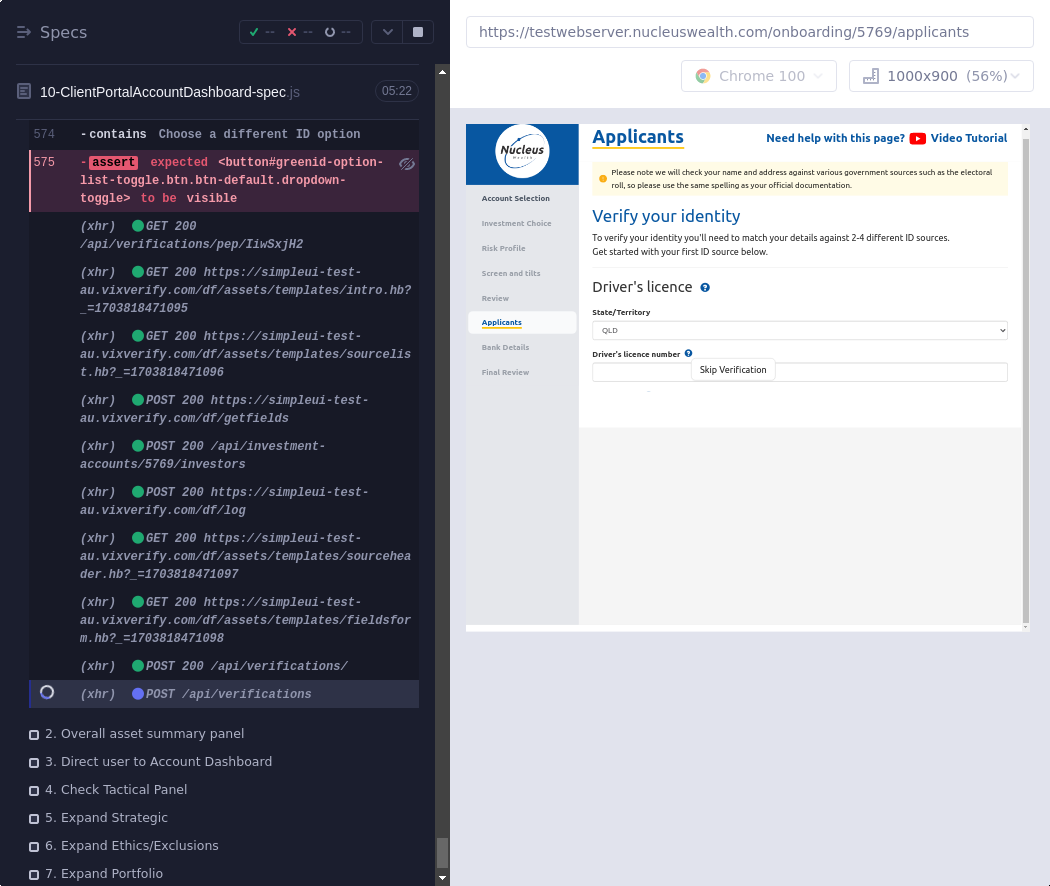 Specs
--
--
--
10-ClientPortalAccountDashboard-spec.js
05:22
574 -contains Choose a different ID option
575 -assert expected <button#greenid-option-
list-toggle.btn.btn-default.dropdown-
toggle> to be visible
(xhr) GET 200
/api/verifications/pep/IiwSxjH2
(xhr) GET 200 https://simpleui-test-
au.vixverify.com/df/assets/templates/intro.hb?
_=1703818471095
(xhr) GET 200 https://simpleui-test-
au.vixverify.com/df/assets/templates/sourcelis
t.hb?_=1703818471096
(xhr) POST 200 https://simpleui-test-
au.vixverify.com/df/getfields
(xhr) POST 200 /api/investment-
accounts/5769/investors
(xhr) POST 200 https://simpleui-test-
au.vixverify.com/df/log
(xhr) GET 200 https://simpleui-test-
au.vixverify.com/df/assets/templates/sourcehea
der.hb?_=1703818471097
(xhr) GET 200 https://simpleui-test-
au.vixverify.com/df/assets/templates/fieldsfor
m.hb?_=1703818471098
(xhr) POST 200 /api/verifications/
(xhr) POST /api/verifications
2. Overall asset summary panel
3. Direct user to Account Dashboard
4. Check Tactical Panel
5. Expand Strategic
6. Expand Ethics/Exclusions
7. Expand Portfolio
https://testwebserver.nucleuswealth.com/onboarding/5769/applicants
Chrome 100
1000x900 (56%)
Nucleus
Wealth
Account Selection
Investment Choice
Risk Profile
Screen and tilts
Review
Applicants
Bank Details
Final Review
Applicants
Need help with this page? Video Tutorial
Please note we will check your name and address against various government sources such as the electoral
roll, so please use the same spelling as your official documentation.
Verify your identity
To verify your identity you'll need to match your details against 2-4 different ID sources.
Get started with your first ID source below.
Driver's licence
State/Territory
QLD
Driver's licence number
Skip Verification